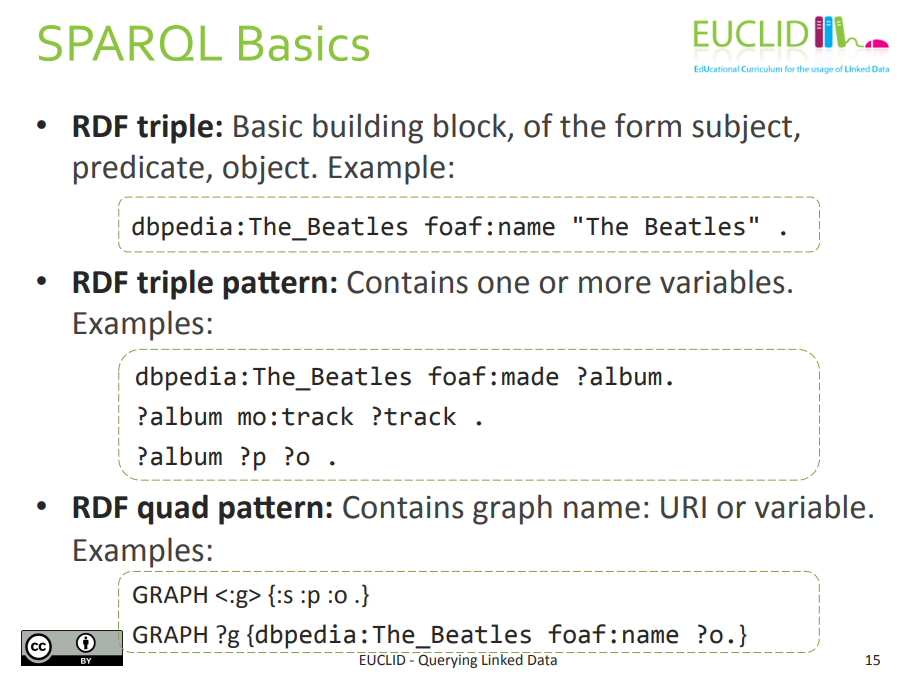 SPARQL Basics
EUCLID
EdUcational Curriculum for the usage of LInked Data
• RDF triple: Basic building block, of the form subject,
predicate, object. Example:
dbpedia:The_Beatles foaf:name "The Beatles" .
• RDF triple pattern: Contains one or more variables.
Examples:
dbpedia:The_Beatles foaf:made ?album.
?album mo:track ?track .
?album ?p ?o .
• RDF quad pattern: Contains graph name: URI or variable.
Examples:
GRAPH <:g> {:s :p :o .}
GRAPH ?g {dbpedia:The_Beatles foaf:name ?o.}
cc
BY
EUCLID - Querying Linked Data
15